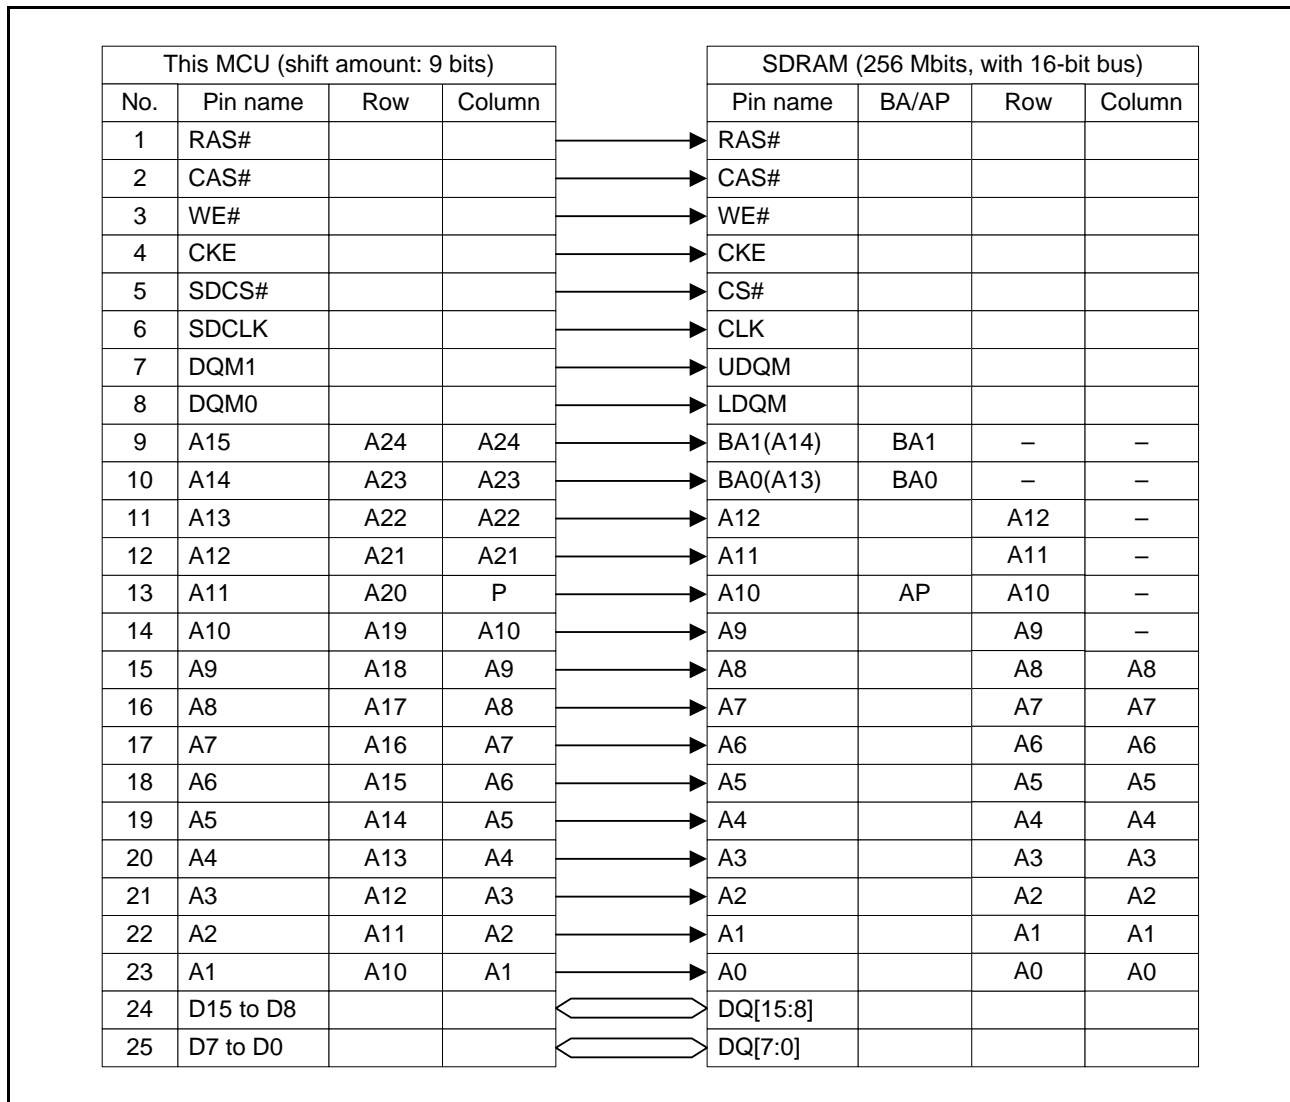 This MCU (shift amount: 9 bits) SDRAM (256 Mbits, with 16-bit bus)
No. Pin name Row Column Pin name BA/AP Row Column
1 RAS# RAS#
2 CAS# CAS#
3 WE# WE#
4 CKE CKE
5 SDCS# CS#
6 SDCLK CLK
7 DQM1 UDQM
8 DQM0 LDQM
9 A15 A24 A24 BA1(A14) BA1 – –
10 A14 A23 A23 BA0(A13) BA0 – –
11 A13 A22 A22 A12 A12 –
12 A12 A21 A21 A11 A11 –
13 A11 A20 P A10 AP A10 –
14 A10 A19 A10 A9 A9 –
15 A9 A18 A9 A8 A8 A8
16 A8 A17 A8 A7 A7 A7
17 A7 A16 A7 A6 A6 A6
18 A6 A15 A6 A5 A5 A5
19 A5 A14 A5 A4 A4 A4
20 A4 A13 A4 A3 A3 A3
21 A3 A12 A3 A2 A2 A2
22 A2 A11 A2 A1 A1 A1
23 A1 A10 A1 A0 A0 A0
24 D15 to D8 DQ[15:8]
25 D7 to D0 DQ[7:0]